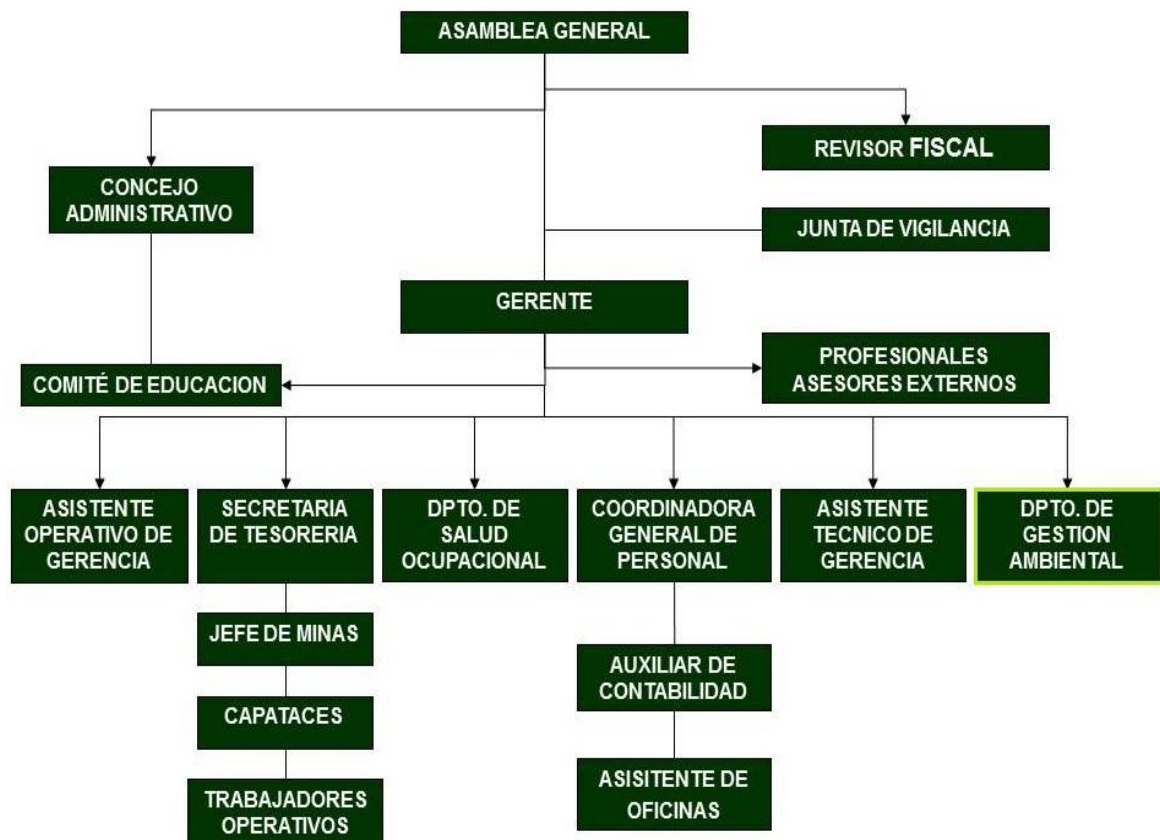 ASAMBLEA GENERAL
REVISOR FISCAL
CONCEJO
ADMINISTRATIVO
JUNTA DE VIGILANCIA
GERENTE
PROFESIONALES
ASESORES EXTERNOS
COMITÉ DE EDUCACION
ASISTENTE
OPERATIVO DE
GERENCIA
SECRETARIA
DE TESORERIA
DPTO. DE
SALUD
OCUPACIONAL
COORDINADORA
GENERAL DE
PERSONAL
ASISTENTE
TECNICO DE
GERENCIA
DPTO. DE
GESTION
AMBIENTAL
JEFE DE MINAS
AUXILIAR DE
CONTABILIDAD
CAPATACES
ASISITENTE DE
OFICINAS
TRABAJADORES
OPERATIVOS